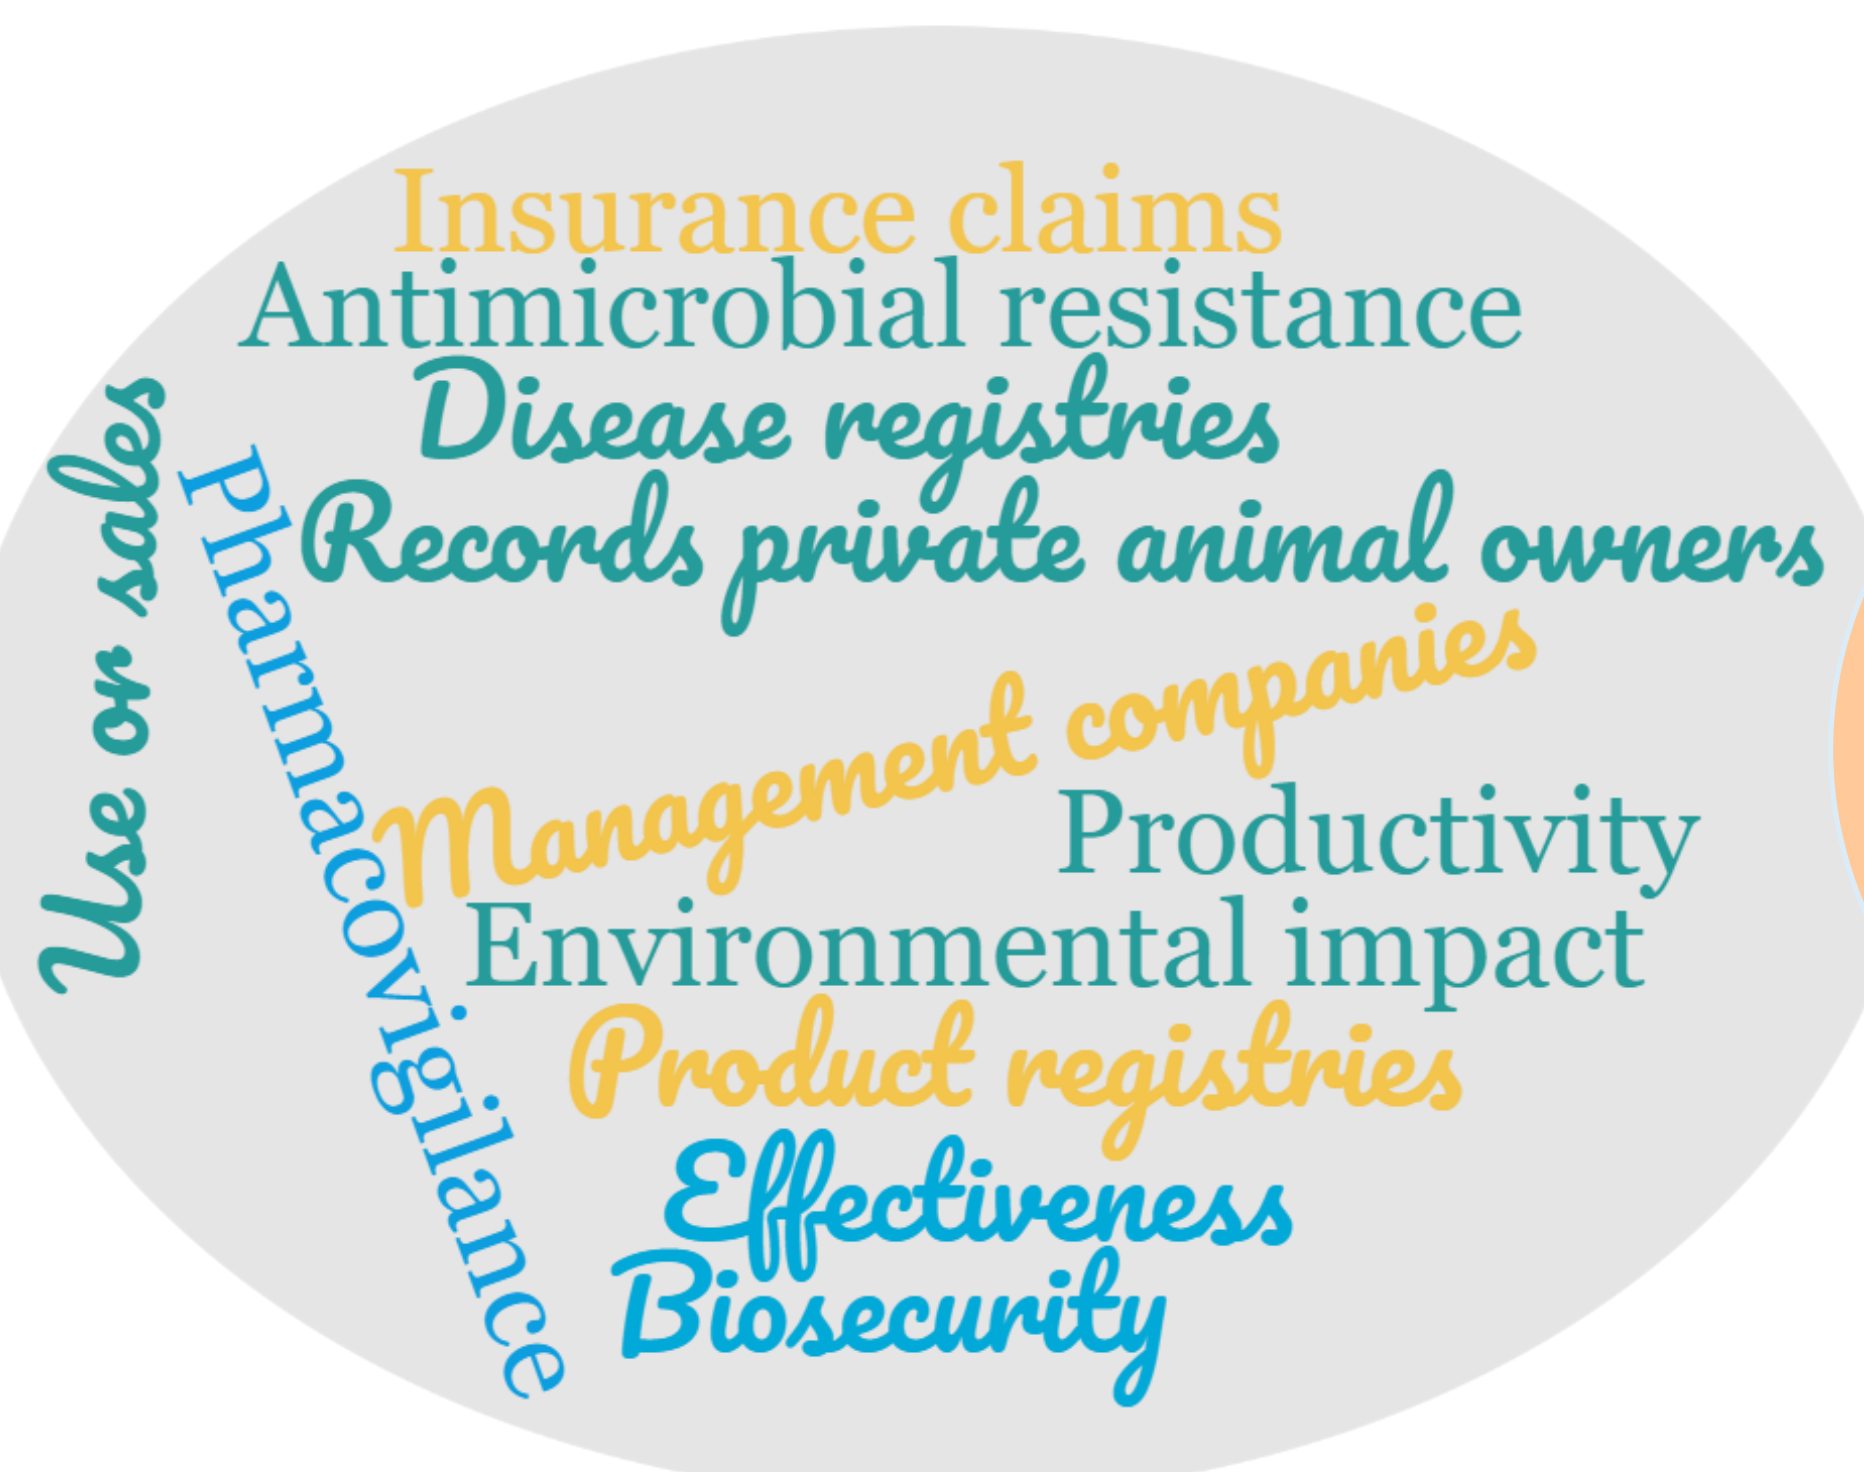 Insurance claims
Antimicrobial resistance
Disease registries
Records private animal owners
Use or sales
Pharmacovigilance
Management companies
Productivity
Environmental impact
Product registries
Effectiveness
Biosecurity